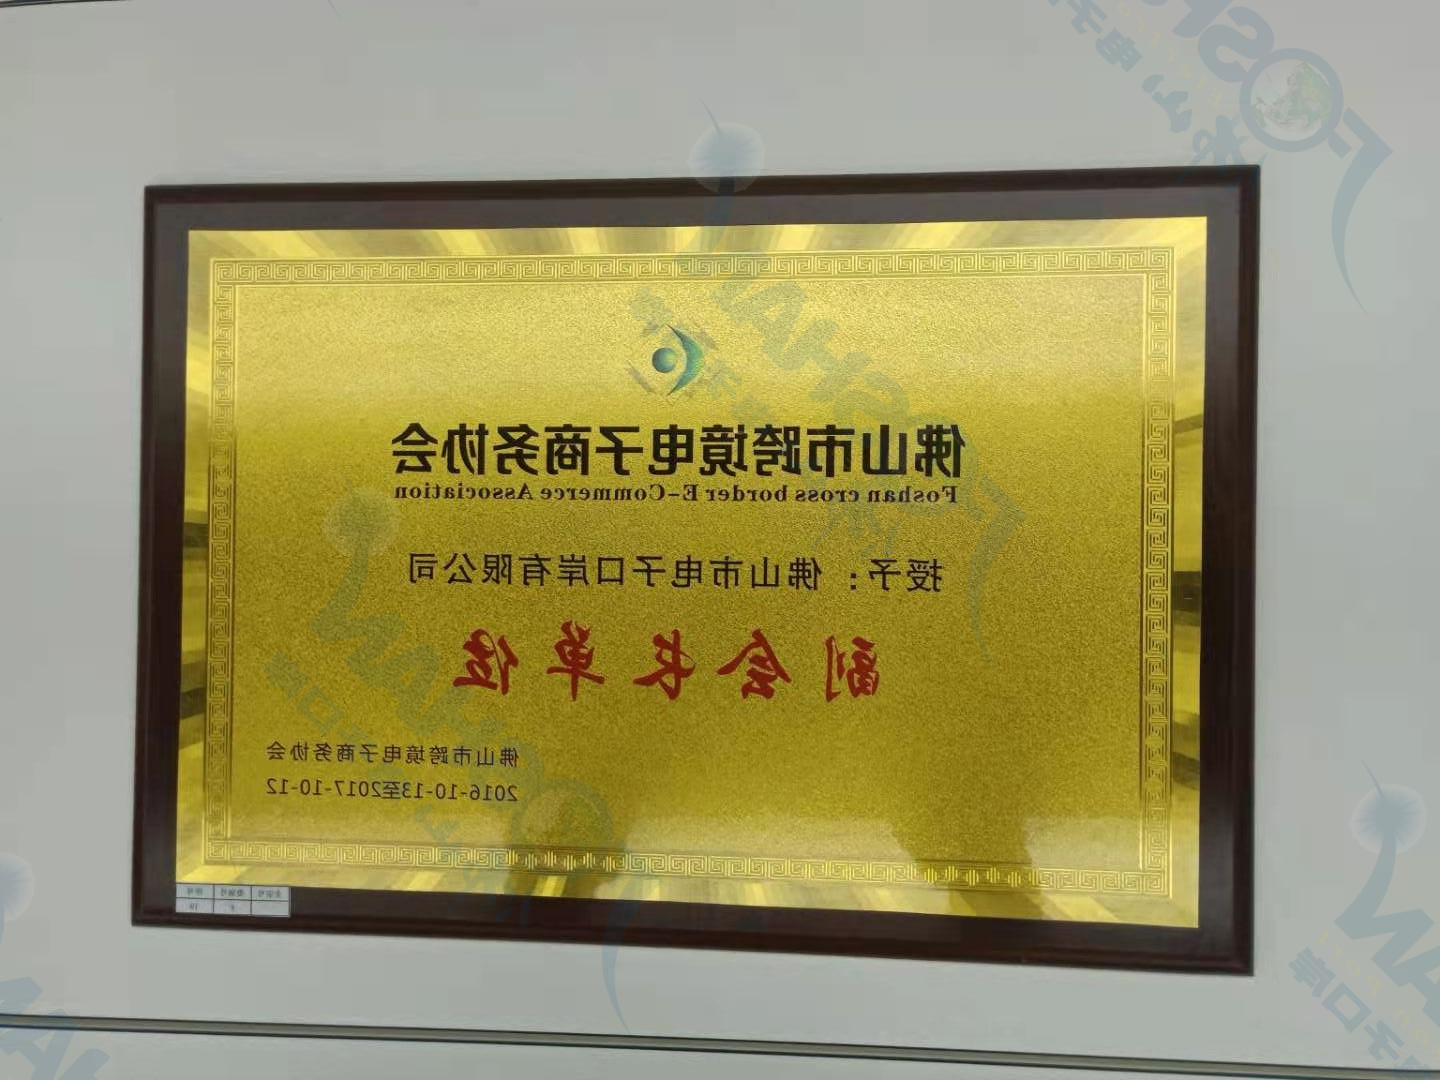 佛山市跨境电子商务协会
Foshan cross border E-Commerce Association
授予：佛山市电子口岸有限公司
副会长单位
佛山市跨境电子商务协会
2016-10-13至2017-10-12